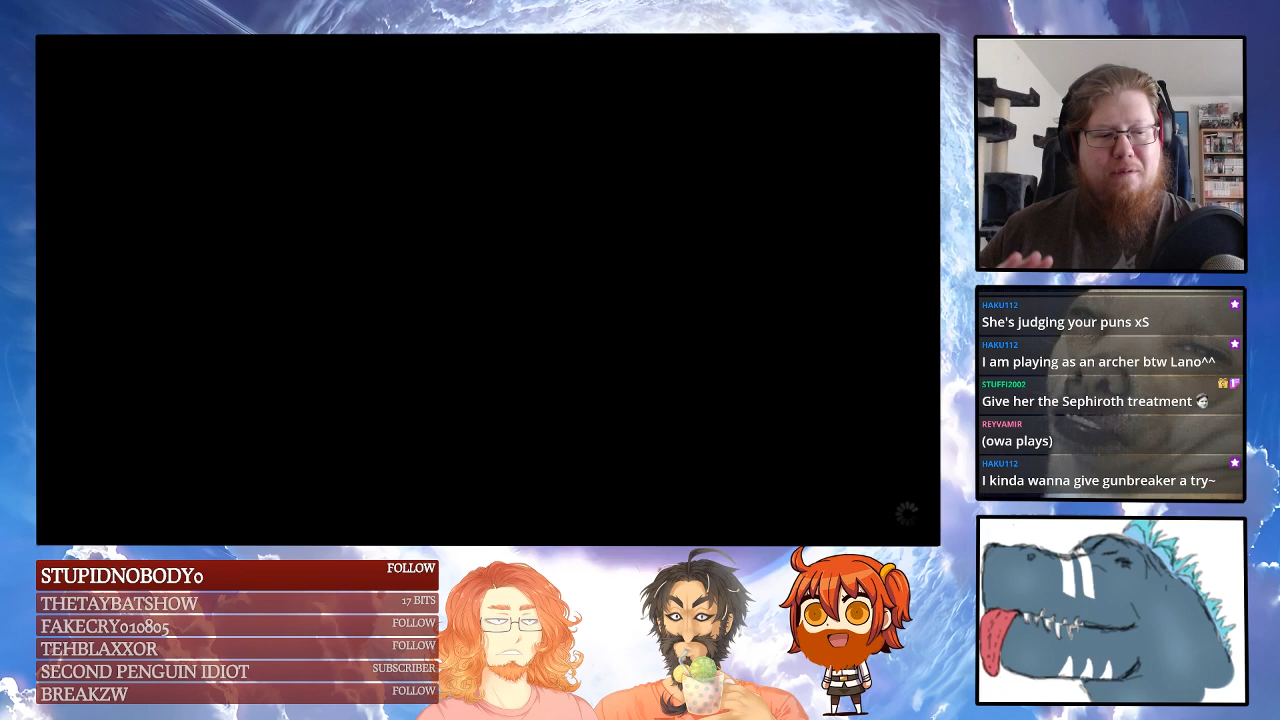 HAKU112
She's judging your puns xS
HAKU112
I am playing as an archer btw Lano^^
STUFFI2002
Give her the Sephiroth treatment
REYVAMIR
(owa plays)
HAKU112
I kinda wanna give gunbreaker a try~
STUPIDNOBODY0 FOLLOW
THETAYBATSHOW 17 BITS
FAKECRY010805 FOLLOW
TEHBLAXXOR FOLLOW
SECOND PENGUIN IDIOT SUBSCRIBER
BREAKZW FOLLOW